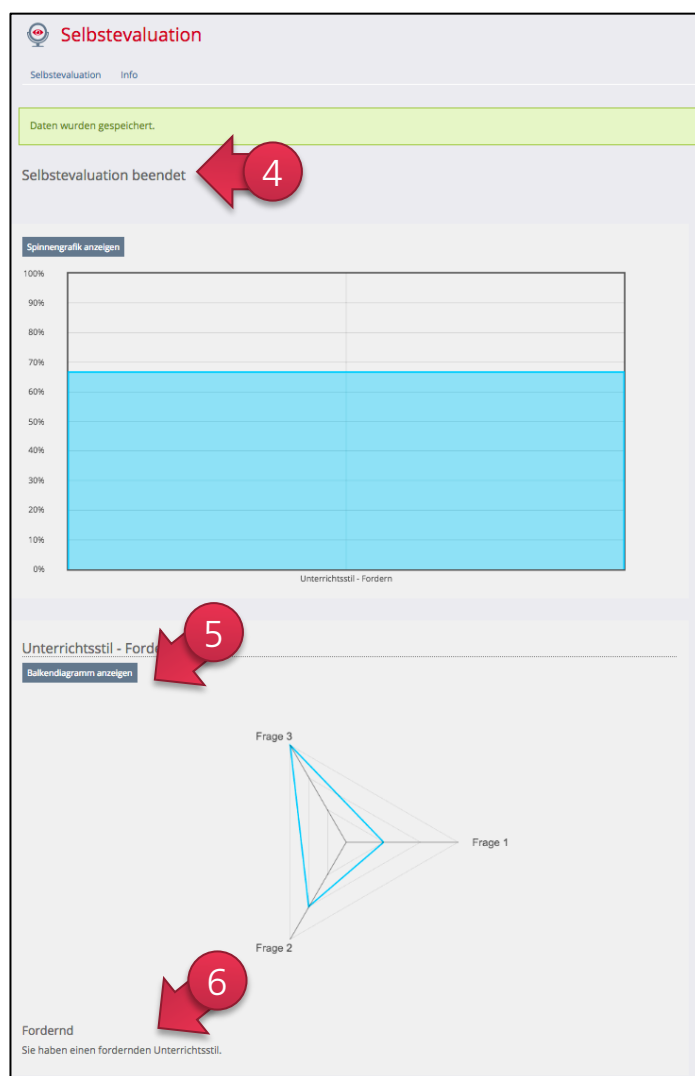 Selbstevaluation
Selbstevaluation Info
Daten wurden gespeichert.
Selbstevaluation beendet
4
Spinnengrafik anzeigen
100%
90%
80%
70%
60%
50%
40%
30%
20%
10%
0%
Unterrichtsstil - Fordern
5
Unterrichtsstil - Forde
Balkendiagramm anzeigen
Frage 3
Frage 1
Frage 2
6
Fordernd
Sie haben einen fordernden Unterrichtsstil.